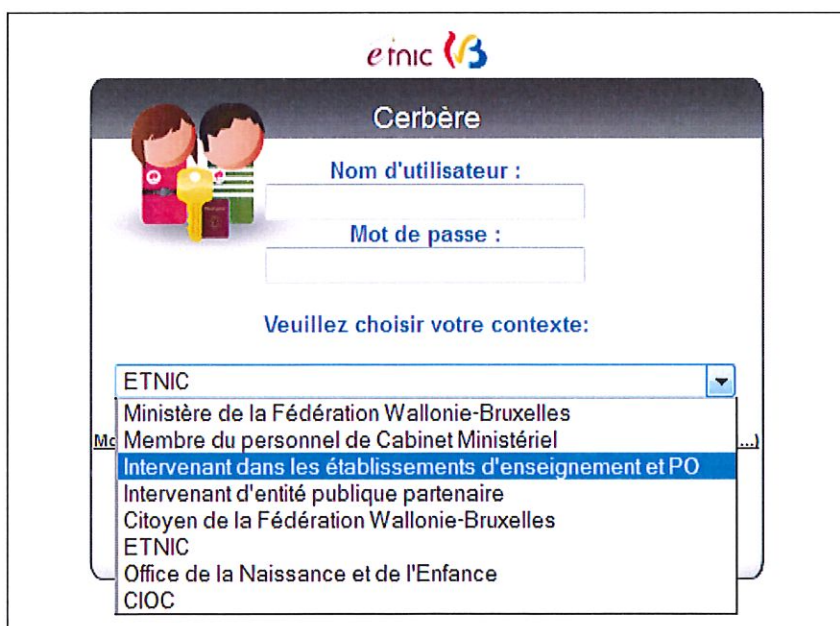 etnic
Cerbère
Nom d'utilisateur :
Mot de passe :
Veuillez choisir votre contexte:
ETNIC
Ministère de la Fédération Wallonie-Bruxelles
Mo
Membre du personnel de Cabinet Ministériel
...)
Intervenant dans les établissements d'enseignement et PO
Intervenant d'entité publique partenaire
Citoyen de la Fédération Wallonie-Bruxelles
ETNIC
Office de la Naissance et de l'Enfance
CIOC